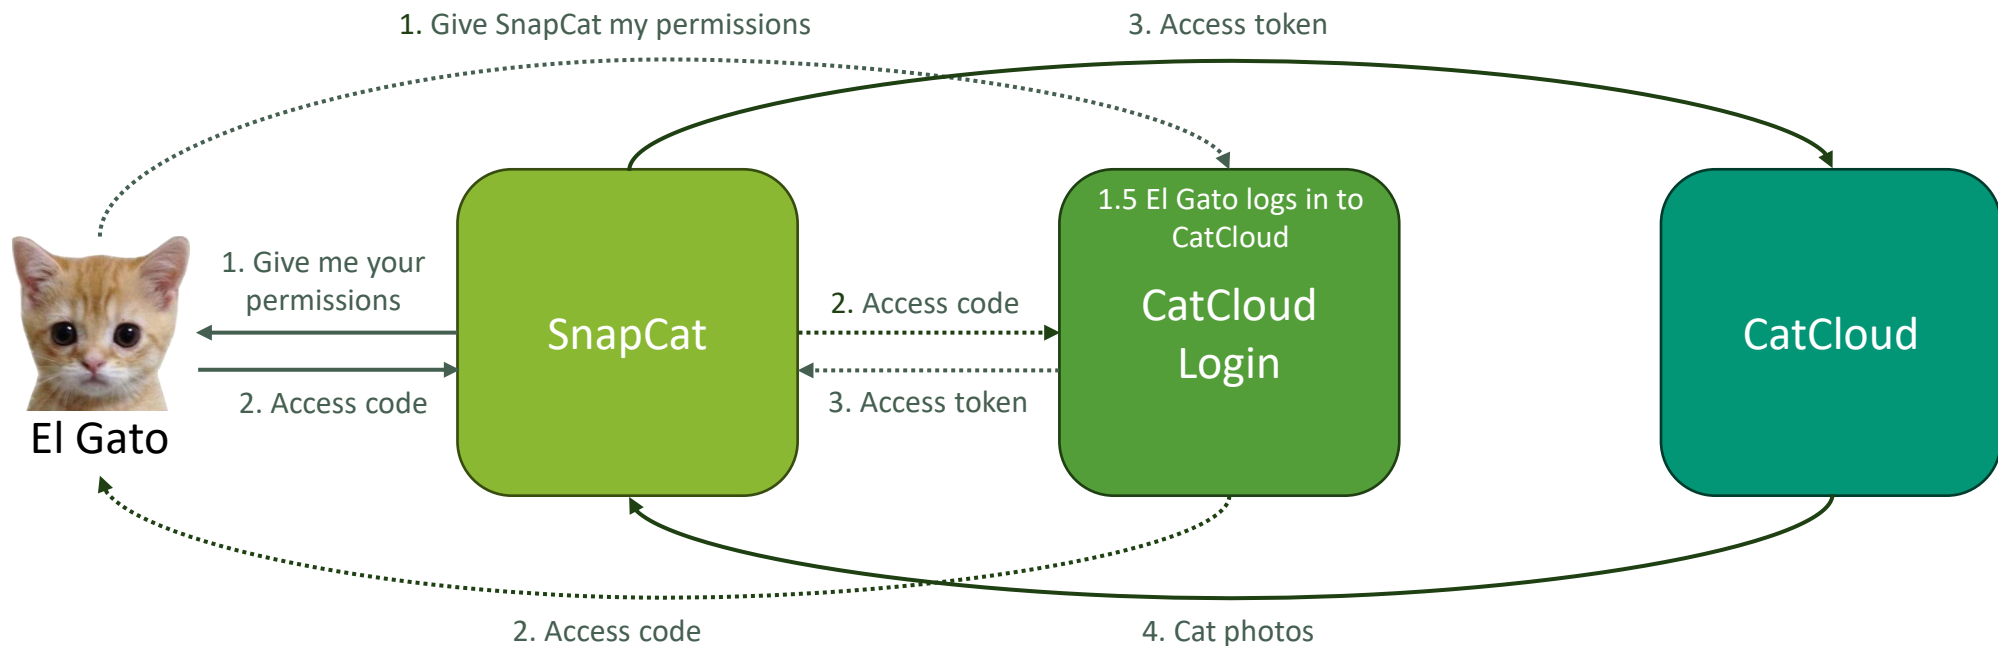 1. Give SnapCat my permissions
3. Access token
1.5 El Gato logs in to
CatCloud
1. Give me your
permissions
2. Access code
SnapCat
CatCloud
Login
CatCloud
2. Access code
3. Access token
El Gato
2. Access code
4. Cat photos